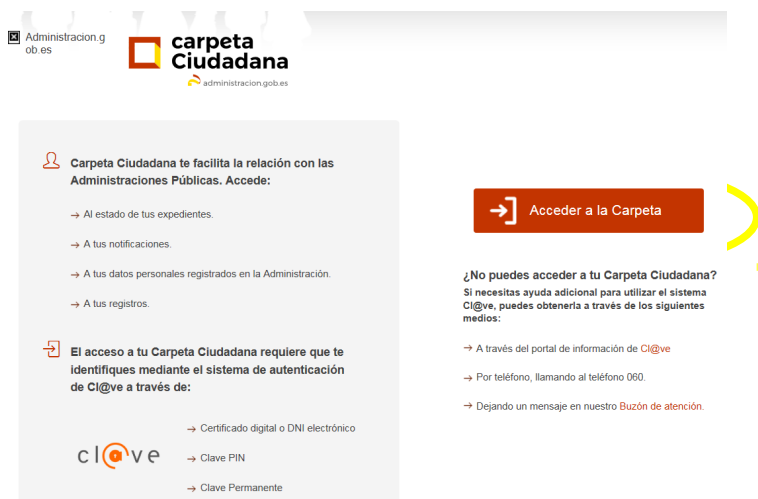 Administracion.g
ob.es
carpeta
Ciudadana
administracion.gob.es
Carpeta Ciudadana te facilita la relación con las
Administraciones Públicas. Accede:
→ Al estado de tus expedientes.
→ A tus notificaciones.
→ A tus datos personales registrados en la Administración.
→ A tus registros.
El acceso a tu Carpeta Ciudadana requiere que te
identifiques mediante el sistema de autenticación
de Cl@ve a través de:
cl@ve
→ Certificado digital o DNI electrónico
→ Clave PIN
→ Clave Permanente
Acceder a la Carpeta
¿No puedes acceder a tu Carpeta Ciudadana?
Si necesitas ayuda adicional para utilizar el sistema
Cl@ve, puedes obtenerla a través de los siguientes
medios:
→ A través del portal de información de Cl@ve
→ Por teléfono, llamando al teléfono 060.
→ Dejando un mensaje en nuestro Buzón de atención.